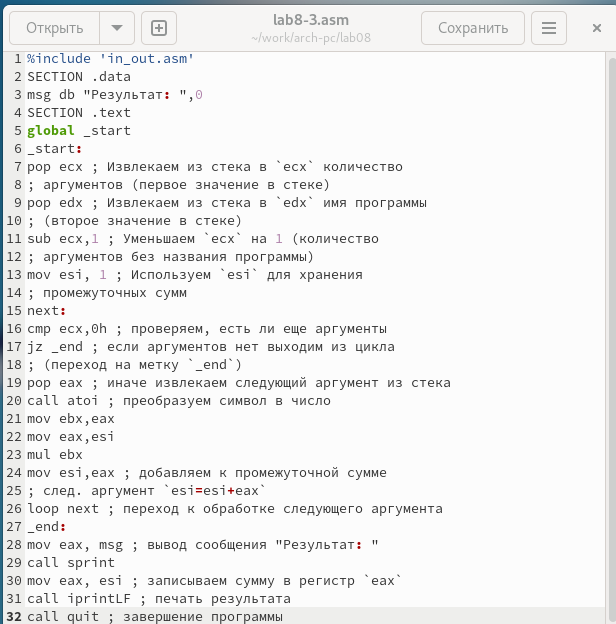 Открыть
lab8-3.asm
~/work/arch-pc/lab08
Сохранить
1 %include 'in_out.asm'
2 SECTION .data
3 msg db "Результат: ",0
4 SECTION .text
5 global _start
6 _start:
7 pop ecx ; Извлекаем из стека в `ecx` количество
8 ; аргументов (первое значение в стеке)
9 pop edx ; Извлекаем из стека в `edx` имя программы
10 ; (второе значение в стеке)
11 sub ecx,1 ; Уменьшаем `ecx` на 1 (количество
12 ; аргументов без названия программы)
13 mov esi, 1 ; Используем `esi` для хранения
14 ; промежуточных сумм
15 next:
16 cmp ecx,0h ; проверяем, есть ли еще аргументы
17 jz _end ; если аргументов нет выходим из цикла
18 ; (переход на метку `_end`)
19 pop eax ; иначе извлекаем следующий аргумент из стека
20 call atoi ; преобразуем символ в число
21 mov ebx,eax
22 mov eax,esi
23 mul ebx
24 mov esi,eax ; добавляем к промежуточной сумме
25 ; след. аргумент `esi=esi+eax`
26 loop next ; переход к обработке следующего аргумента
27 _end:
28 mov eax, msg ; вывод сообщения "Результат: "
29 call sprint
30 mov eax, esi ; записываем сумму в регистр `eax`
31 call iprintLF ; печать результата
32 call quit ; завершение программы